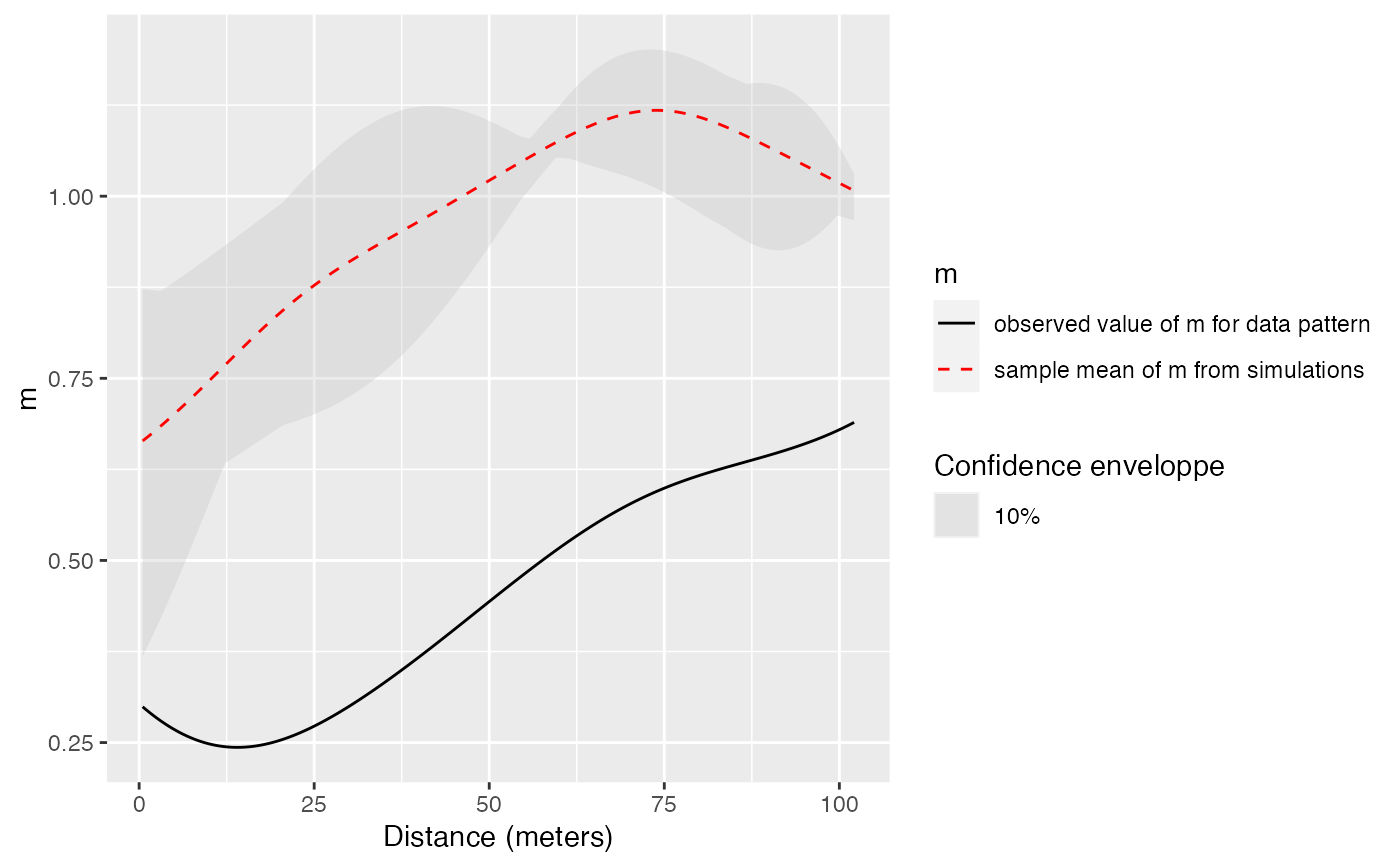 m
1.00
0.75
0.50
0.25
0
25
50
75
100
Distance (meters)
m
observed value of m for data pattern
sample mean of m from simulations
Confidence enveloppe
10%